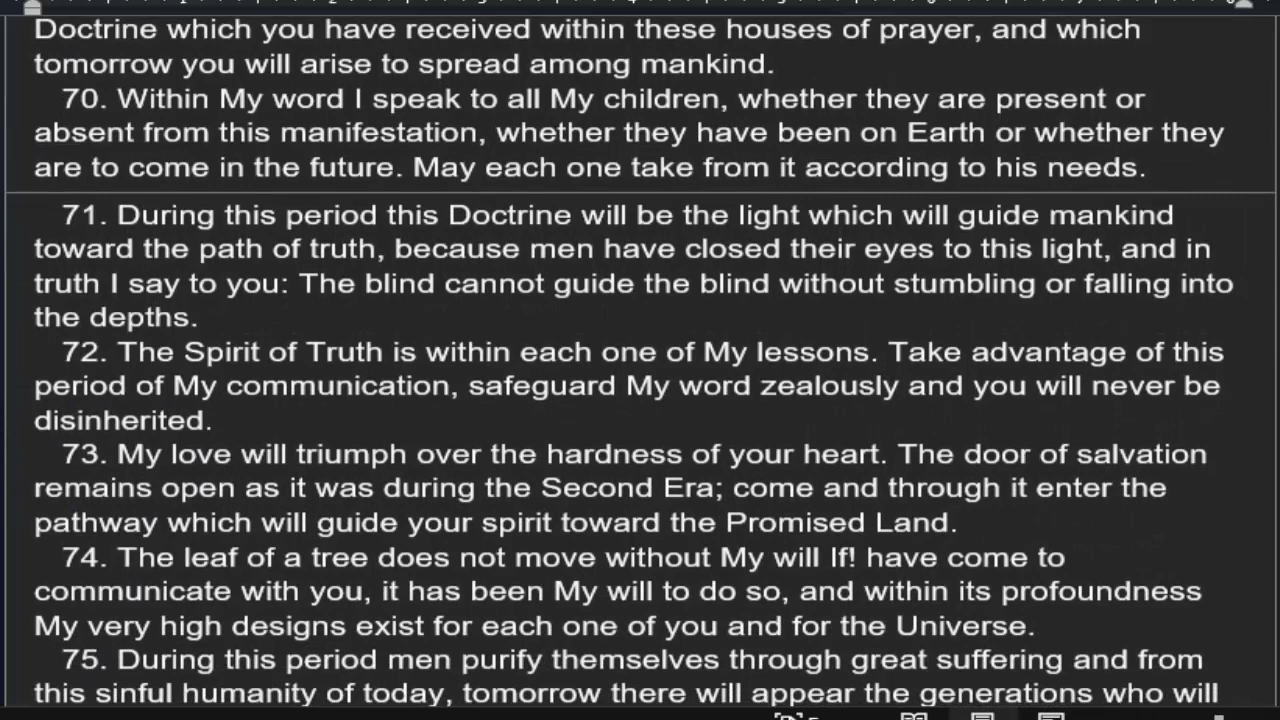 Doctrine which you have received within these houses of prayer, and which
tomorrow you will arise to spread among mankind.
70. Within My word I speak to all My children, whether they are present or
absent from this manifestation, whether they have been on Earth or whether they
are to come in the future. May each one take from it according to his needs.
71. During this period this Doctrine will be the light which will guide mankind
toward the path of truth, because men have closed their eyes to this light, and in
truth I say to you: The blind cannot guide the blind without stumbling or falling into
the depths.
72. The Spirit of Truth is within each one of My lessons. Take advantage of this
period of My communication, safeguard My word zealously and you will never be
disinherited.
73. My love will triumph over the hardness of your heart. The door of salvation
remains open as it was during the Second Era; come and through it enter the
pathway which will guide your spirit toward the Promised Land.
74. The leaf of a tree does not move without My will If! have come to
communicate with you, it has been My will to do so, and within its profoundness
My very high designs exist for each one of you and for the Universe.
75. During this period men purify themselves through great suffering and from
this sinful humanity of today, tomorrow there will appear the generations who will